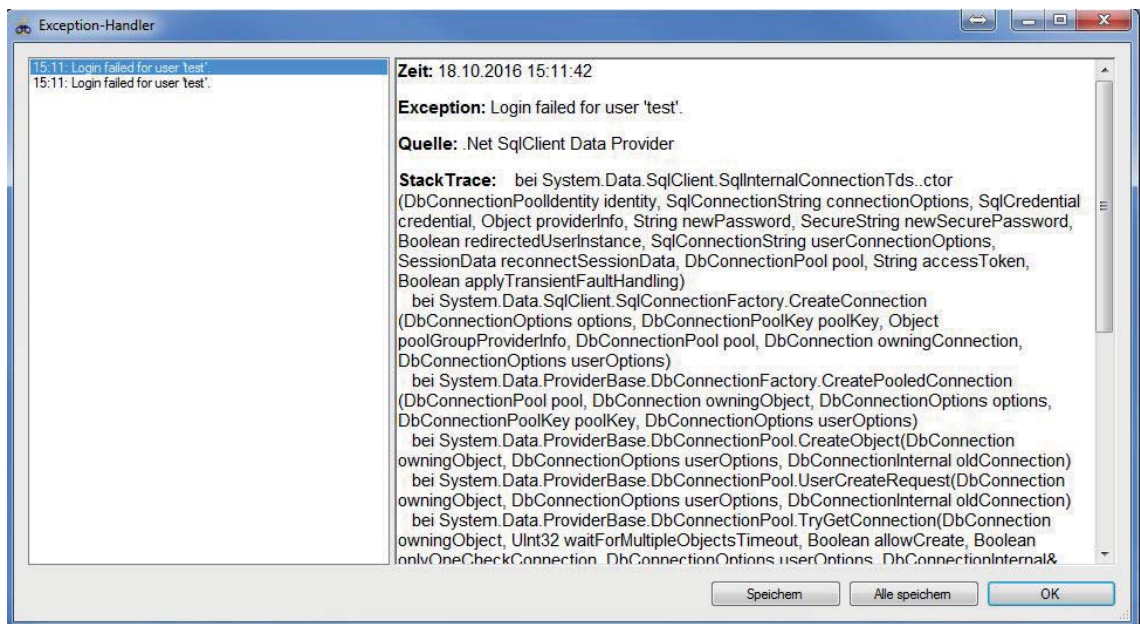 Exception-Handler
15:11: Login failed for user 'test'.
15:11: Login failed for user 'test'.
Zeit: 18.10.2016 15:11:42
Exception: Login failed for user 'test'.
Quelle: .Net SqlClient Data Provider
StackTrace: bei System.Data.SqlClient.SqlInternalConnectionTds..ctor
(DbConnectionPoolIdentity identity, SqlConnectionString connectionOptions, SqlCredential
credential, Object providerInfo, String newPassword, SecureString newSecurePassword,
Boolean redirectedUserInstance, SqlConnectionString userConnectionOptions,
SessionData reconnectSessionData, DbConnectionPool pool, String accessToken,
Boolean applyTransientFaultHandling)
bei System.Data.SqlClient.SqlConnectionFactory.CreateConnection
(DbConnectionOptions options, DbConnectionPoolKey poolKey, Object
poolGroupProviderInfo, DbConnectionPool pool, DbConnection owningConnection,
DbConnectionOptions userOptions)
bei System.Data.ProviderBase.DbConnectionFactory.CreatePooledConnection
(DbConnectionPool pool, DbConnection owningObject, DbConnectionOptions options,
DbConnectionPoolKey poolKey, DbConnectionOptions userOptions)
bei System.Data.ProviderBase.DbConnectionPool.CreateObject(DbConnection
owningObject, DbConnectionOptions userOptions, DbConnectionInternal oldConnection)
bei System.Data.ProviderBase.DbConnectionPool.UserCreateRequest(DbConnection
owningObject, DbConnectionOptions userOptions, DbConnectionInternal oldConnection)
bei System.Data.ProviderBase.DbConnectionPool.TryGetConnection(DbConnection
owningObject, UInt32 waitForMultipleObjectsTimeout, Boolean allowCreate, Boolean
onlyOneCheckConnection, DbConnectionOptions userOptions, DbConnectionInternal&
Speichern
Alle speichern
OK